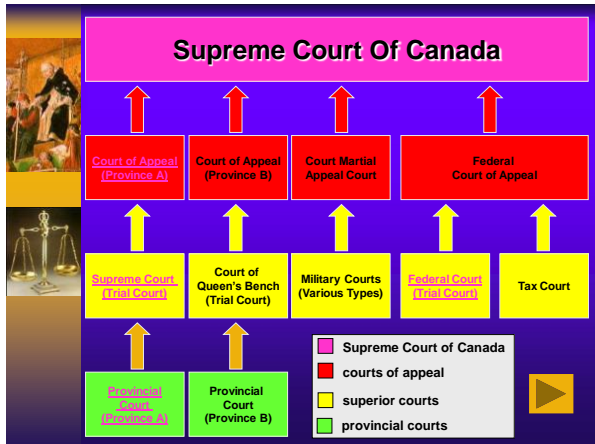 Supreme Court Of Canada
Court of Appeal
(Province A)
Court of Appeal
(Province B)
Court Martial
Appeal Court
Federal
Court of Appeal
Supreme Court
(Trial Court)
Court of
Queen's Bench
(Trial Court)
Military Courts
(Various Types)
Federal Court
(Trial Court)
Tax Court
Provincial
Court
(Province A)
Provincial
Court
(Province B)
Supreme Court of Canada
courts of appeal
superior courts
provincial courts